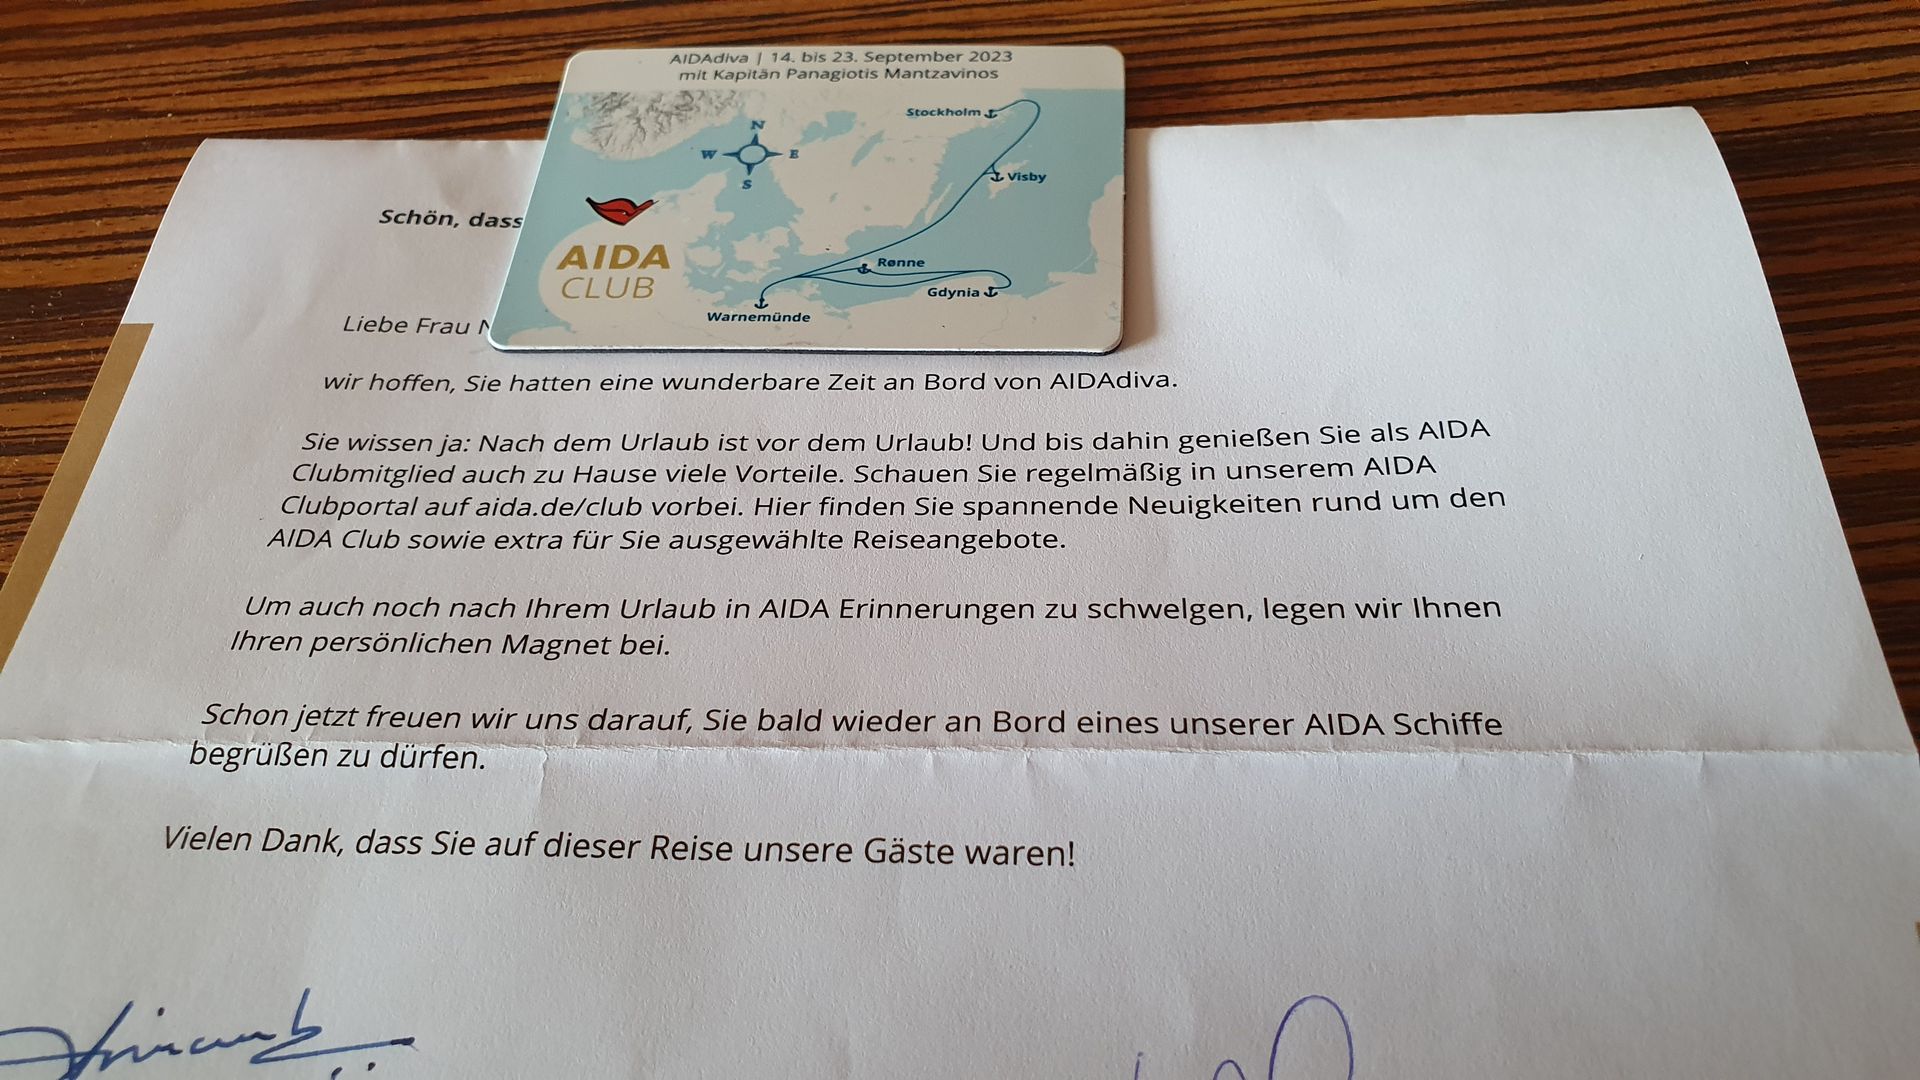 AIDAdiva | 14. bis 23. September 2023
mit Kapitän Panagiotis Mantzavinos
Stockholm
N
W E
S
Visby
AIDA
CLUB
Rønne
Gdynia
Warnemünde
Schön, dass
Liebe Frau
wir hoffen, Sie hatten eine wunderbare Zeit an Bord von AIDAdiva.
Sie wissen ja: Nach dem Urlaub ist vor dem Urlaub! Und bis dahin genießen Sie als AIDA
Clubmitglied auch zu Hause viele Vorteile. Schauen Sie regelmäßig in unserem AIDA
Clubportal auf aida.de/club vorbei. Hier finden Sie spannende Neuigkeiten rund um den
AIDA Club sowie extra für Sie ausgewählte Reiseangebote.
Um auch noch nach Ihrem Urlaub in AIDA Erinnerungen zu schwelgen, legen wir Ihnen
Ihren persönlichen Magnet bei.
Schon jetzt freuen wir uns darauf, Sie bald wieder an Bord eines unserer AIDA Schiffe
begrüßen zu dürfen.
Vielen Dank, dass Sie auf dieser Reise unsere Gäste waren!